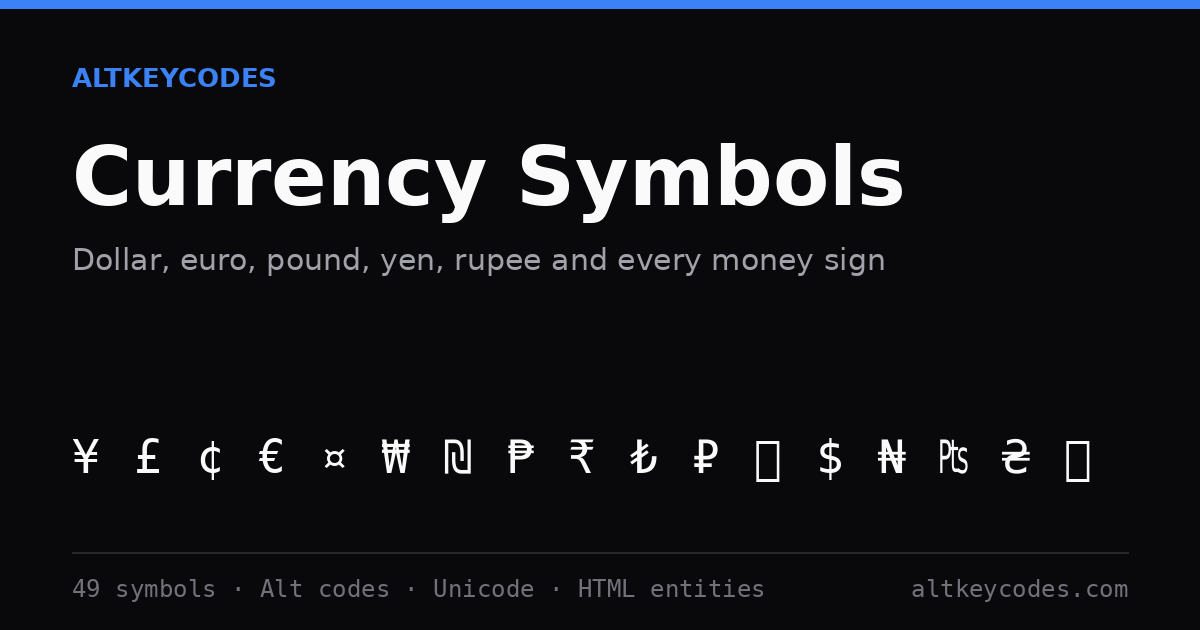 ALTKEYCODES
Currency Symbols
Dollar, euro, pound, yen, rupee and every money sign
¥ £ ¢ € ¤ ₩ ₪ ₱ ₹ ₺ ₽ $ ₦ ₧ ₴
49 symbols · Alt codes · Unicode · HTML entities altkeycodes.com